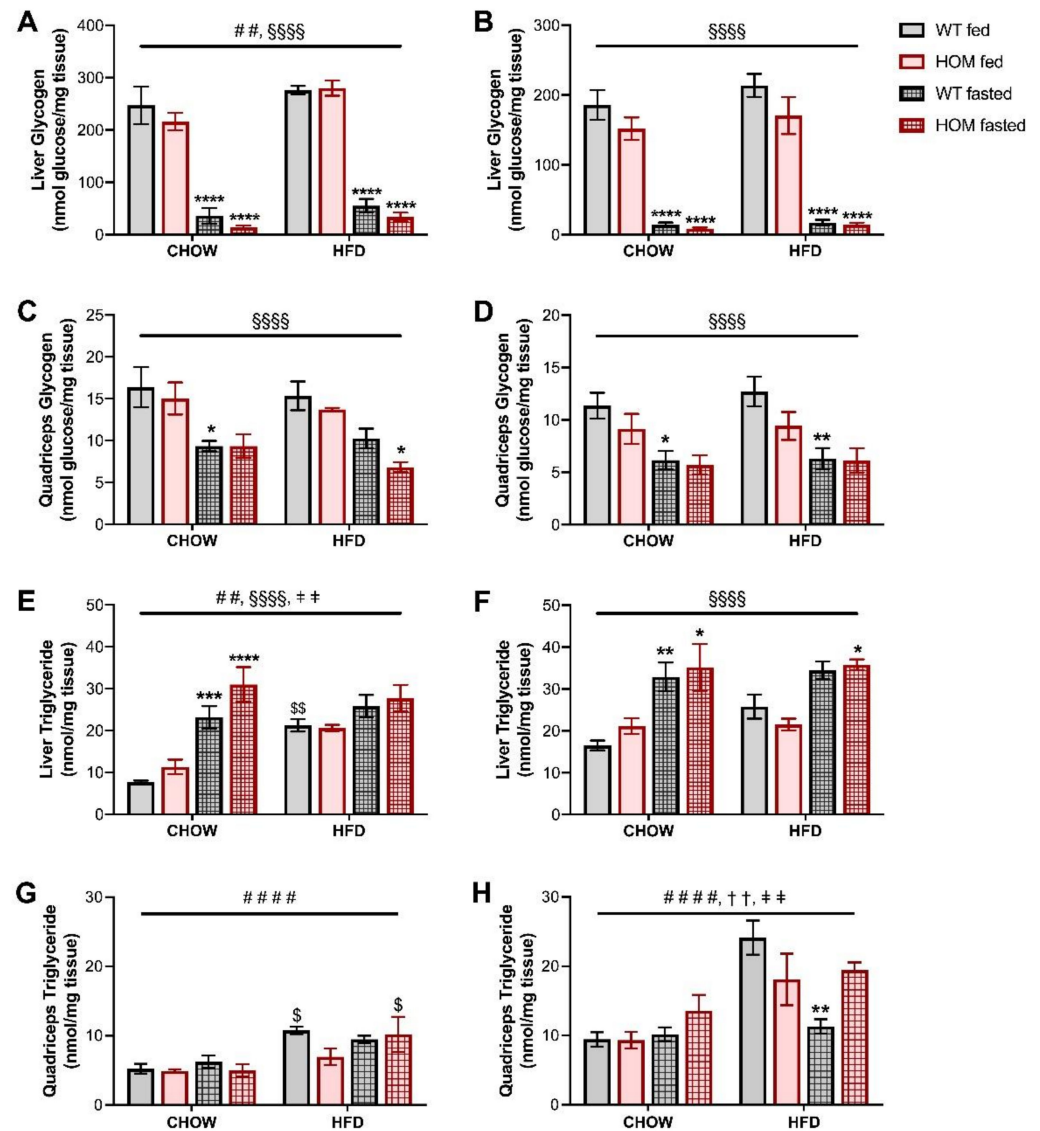 A
Liver Glycogen
(nmol glucose/mg tissue)
400
300
200
100
0
# #, §§§§
****
****
****
****
CHOW
HFD
B
Liver Glycogen
(nmol glucose/mg tissue)
300
200
100
0
§§§§
****
****
****
****
CHOW
HFD
WT fed
HOM fed
WT fasted
HOM fasted
C
Quadriceps Glycogen
(nmol glucose/mg tissue)
25
20
15
10
5
0
§§§§
*
*
CHOW
HFD
D
Quadriceps Glycogen
(nmol glucose/mg tissue)
20
15
10
5
0
§§§§
*
**
CHOW
HFD
E
Liver Triglyceride
(nmol/mg tissue)
50
40
30
20
10
0
# #, §§§§, ǂ ǂ
***
****
$$
CHOW
HFD
F
Liver Triglyceride
(nmol/mg tissue)
50
40
30
20
10
0
§§§§
**
*
*
CHOW
HFD
G
Quadriceps Triglyceride
(nmol/mg tissue)
30
20
10
0
# # # #
$
$
CHOW
HFD
H
Quadriceps Triglyceride
(nmol/mg tissue)
30
20
10
0
# # # #, † †, ǂ ǂ
**
CHOW
HFD